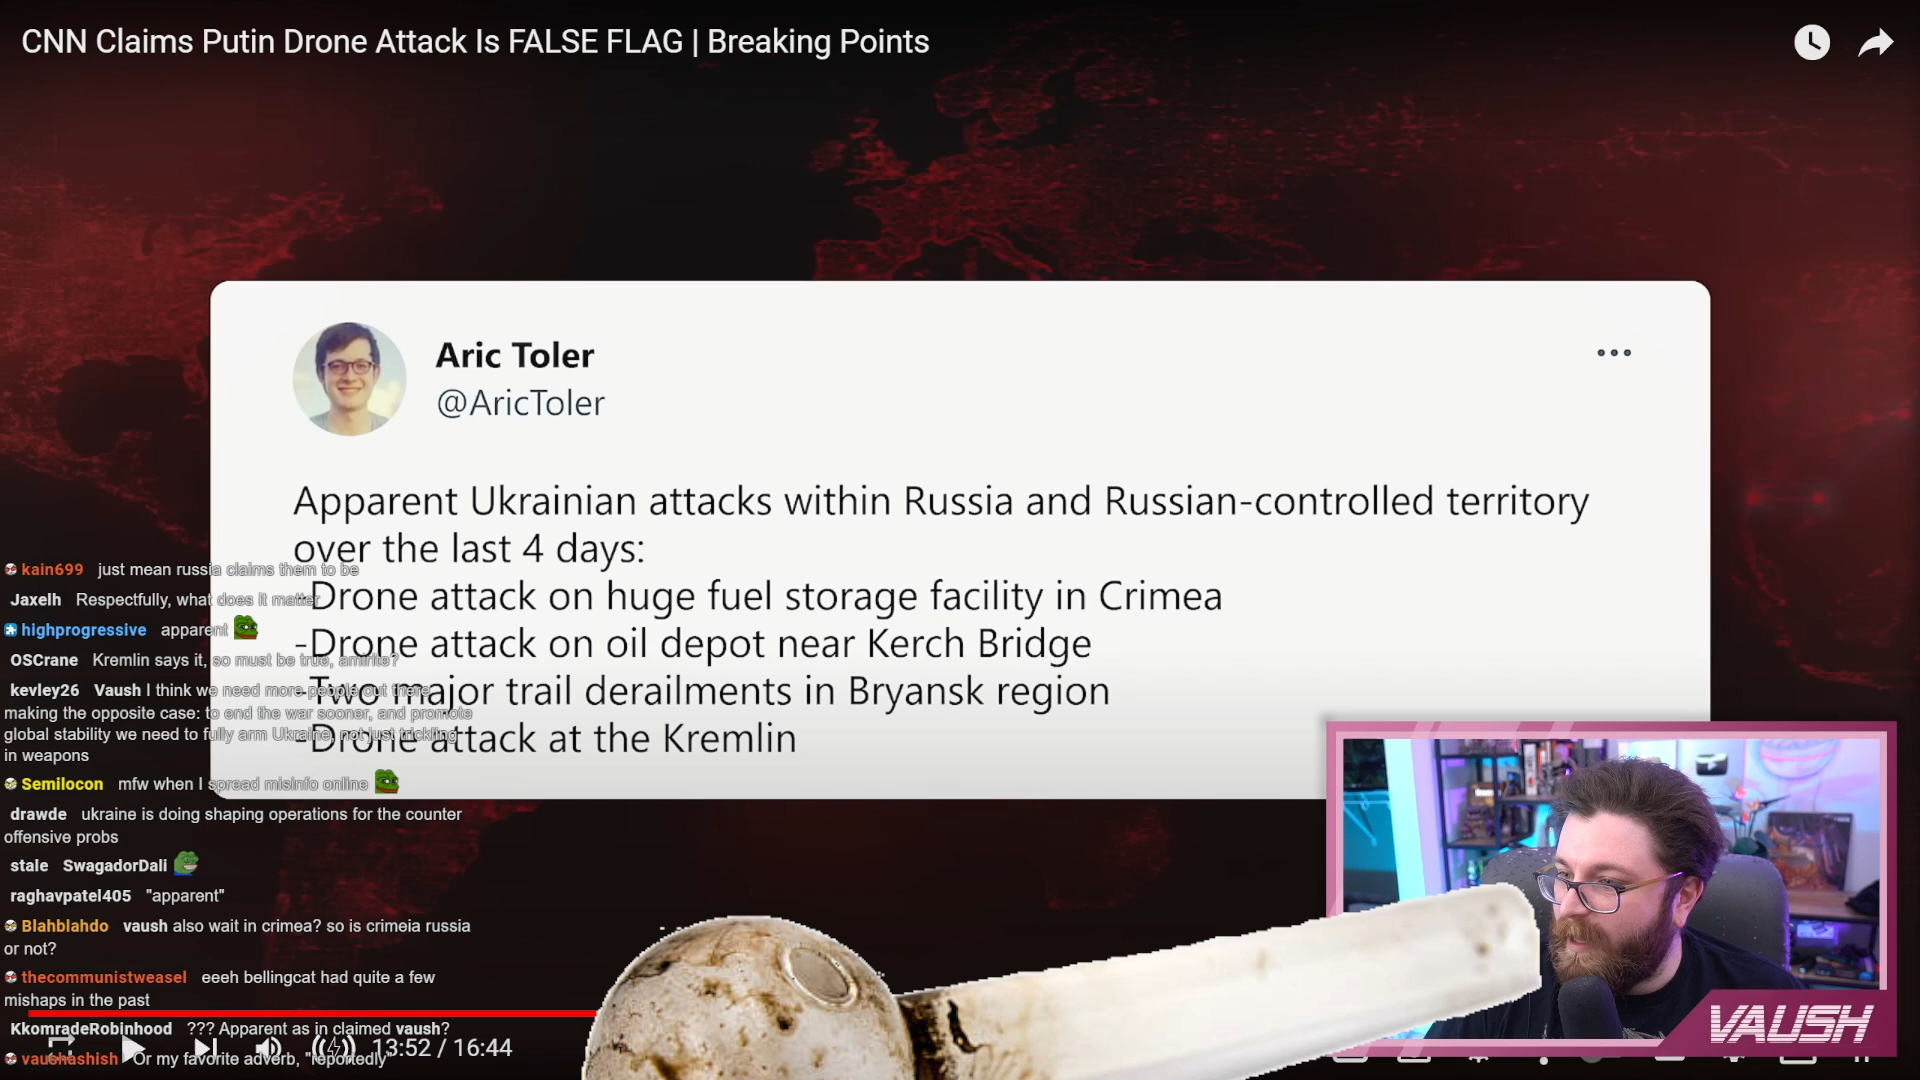 CNN Claims Putin Drone Attack Is FALSE FLAG | Breaking Points
Aric Toler
@AricToler
Apparent Ukrainian attacks within Russia and Russian-controlled territory
over the last 4 days:
-Drone attack on huge fuel storage facility in Crimea
-Drone attack on oil depot near Kerch Bridge
-Two major trail derailments in Bryansk region
-Drone attack at the Kremlin
kain699 just mean russia claims them to be
Jaxelh Respectfully, what does it matter
highprogressive apparent
OSCrane Kremlin says it, so must be true, amirite?
kevley26 Vaush I think we need more people out there
making the opposite case: to end the war sooner, and promote
global stability we need to fully arm Ukraine, not just trickling
in weapons
Semilocon mfw when I spread misinfo online
drawde ukraine is doing shaping operations for the counter
offensive probs
stale SwagadorDali
raghavpatel405 "apparent"
Blahblahdo vaush also wait in crimea? so is crimeia russia
or not?
thecommunistweasel eeeh bellingcat had quite a few
mishaps in the past
KkomradeRobinhood ??? Apparent as in claimed vaush?
vaushashish Or my favorite adverb, "reportedly"
13:52 / 16:44
VAUSH